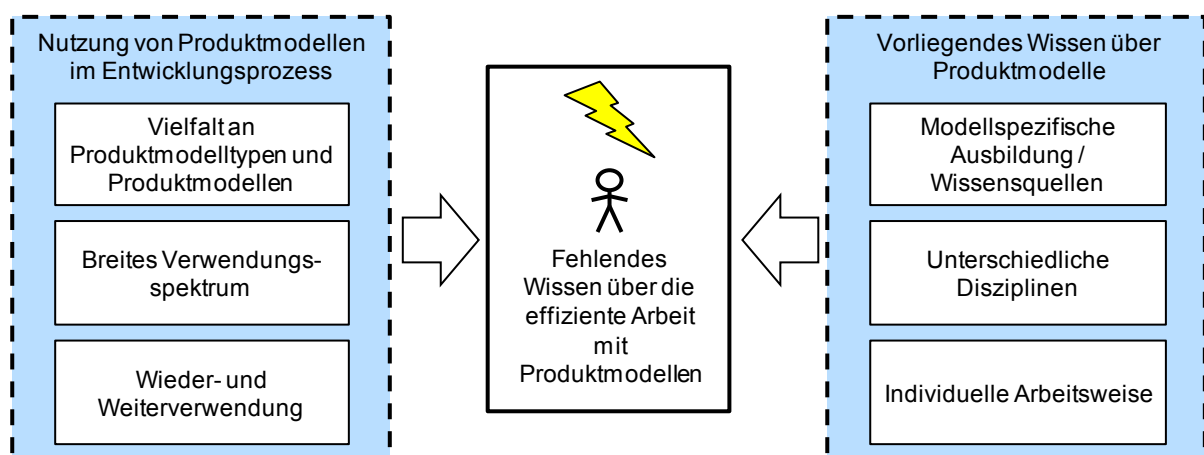 Nutzung von Produktmodellen
im Entwicklungsprozess
Vielfalt an
Produktmodelltypen und
Produktmodellen
Breites Verwendungs-
spektrum
Wieder- und
Weiterverwendung
Fehlendes
Wissen über die
effiziente Arbeit
mit
Produktmodellen
Vorliegendes Wissen über
Produktmodelle
Modellspezifische
Ausbildung /
Wissensquellen
Unterschiedliche
Disziplinen
Individuelle Arbeitsweise